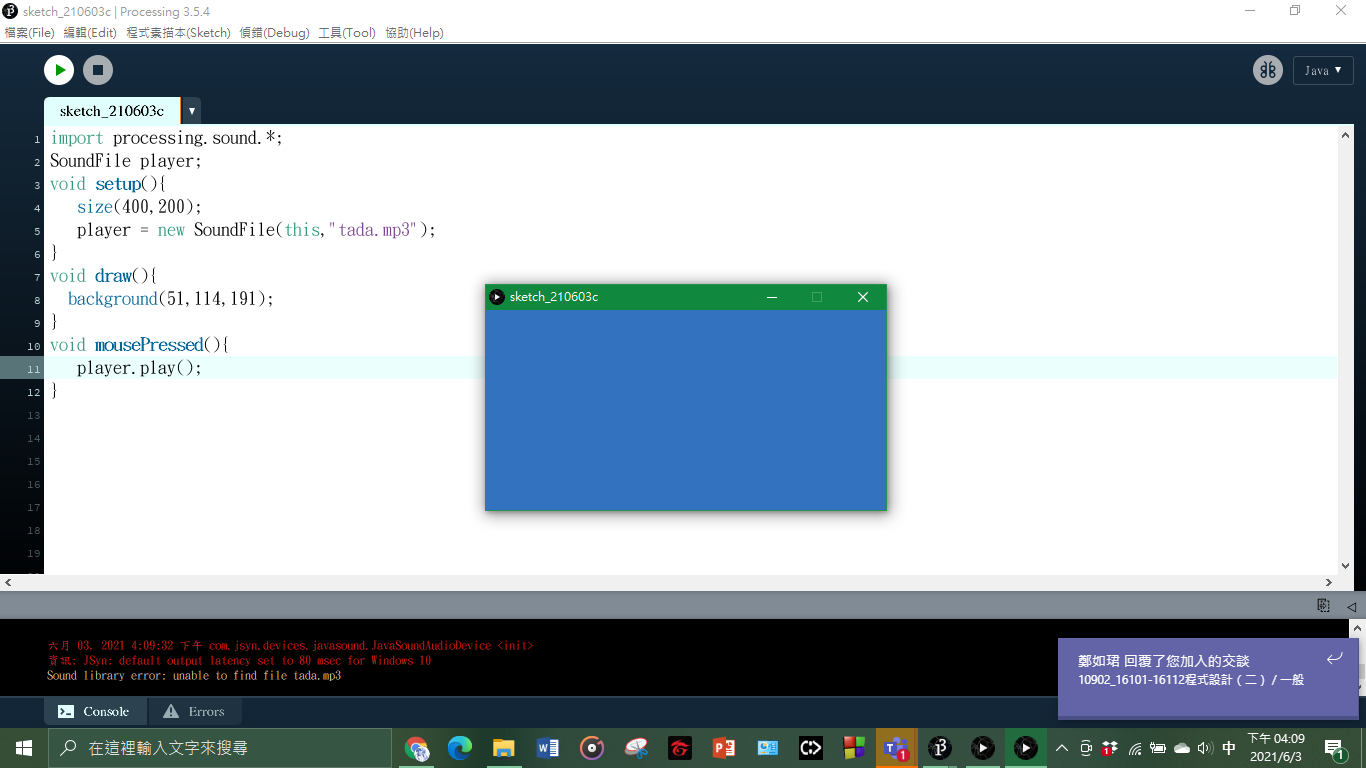 sketch_210603c | Processing 3.5.4
檔案(File) 編輯(Edit) 程式素描本(Sketch) 偵錯(Debug) 工具(Tool) 協助(Help)
Java ▼
sketch_210603c ▼
1 import processing.sound.*;
2 SoundFile player;
3 void setup(){
4 size(400,200);
5 player = new SoundFile(this,"tada.mp3");
6 }
7 void draw(){
8 background(51,114,191);
9 }
10 void mousePressed(){
11 player.play();
12 }
13
14
15
16
17
18
19
sketch_210603c
六月 03, 2021 4:09:32 下午 com.jsyn.devices.javasound.JavaSoundAudioDevice <init>
資訊: JSyn: default output latency set to 80 msec for Windows 10
Sound library error: unable to find file tada.mp3
鄭如珺 回覆了您加入的交談
10902_16101-16112程式設計 ( 二 ) / 一般
Console Errors
在這裡輸入文字來搜尋
1
中
下午 04:09
2021/6/3
1